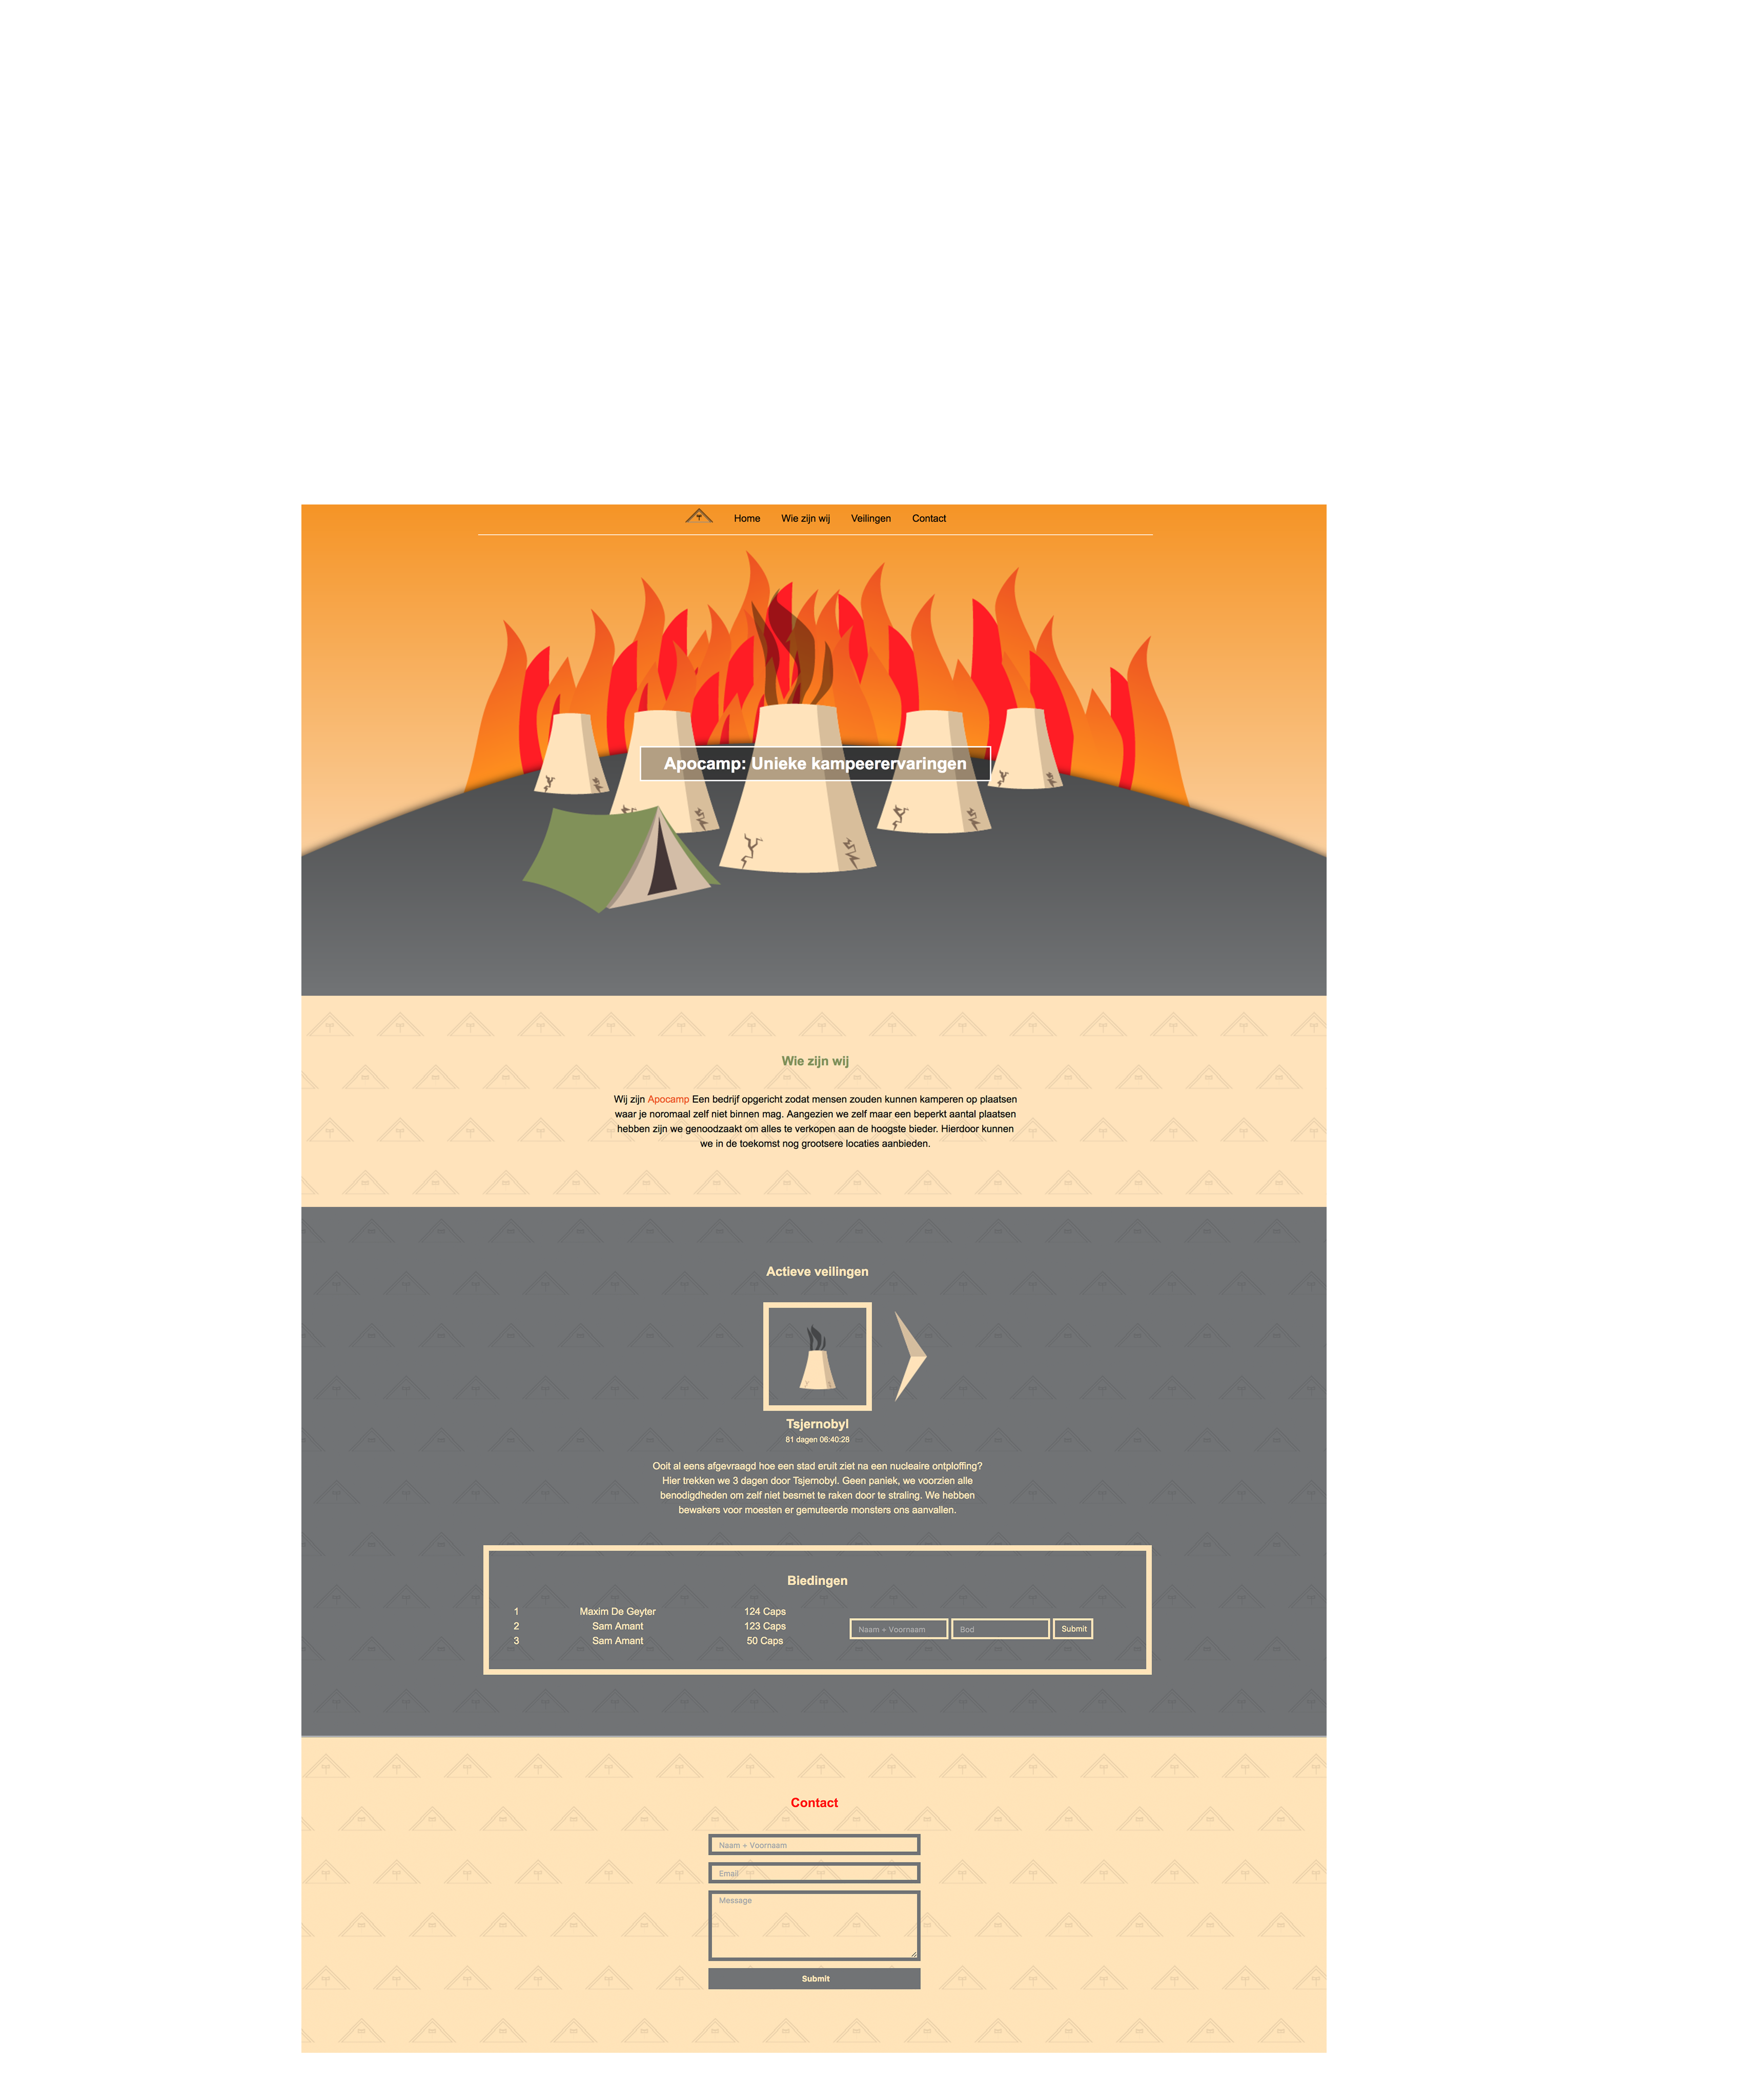 Home Wie zijn wij Veilingen Contact
Apocamp: Unieke kampeerervaringen
Wie zijn wij
Wij zijn Apocamp Een bedrijf opgericht zodat mensen zouden kunnen kamperen op plaatsen
waar je noromaal zelf niet binnen mag. Aangezien we zelf maar een beperkt aantal plaatsen
hebben zijn we genoodzaakt om alles te verkopen aan de hoogste bieder. Hierdoor kunnen
we in de toekomst nog grootsere locaties aanbieden.
Actieve veilingen
Tsjernobyl
81 dagen 06:40:28
Ooit al eens afgevraagd hoe een stad eruit ziet na een nucleaire ontploffing?
Hier trekken we 3 dagen door Tsjernobyl. Geen paniek, we voorzien alle
benodigdheden om zelf niet besmet te raken door te straling. We hebben
bewakers voor moesten er gemuteerde monsters ons aanvallen.
Biedingen
1 Maxim De Geyter 124 Caps
2 Sam Amant 123 Caps
3 Sam Amant 50 Caps
Naam + Voornaam Bod Submit
Contact
Naam + Voornaam
Email
Message
Submit